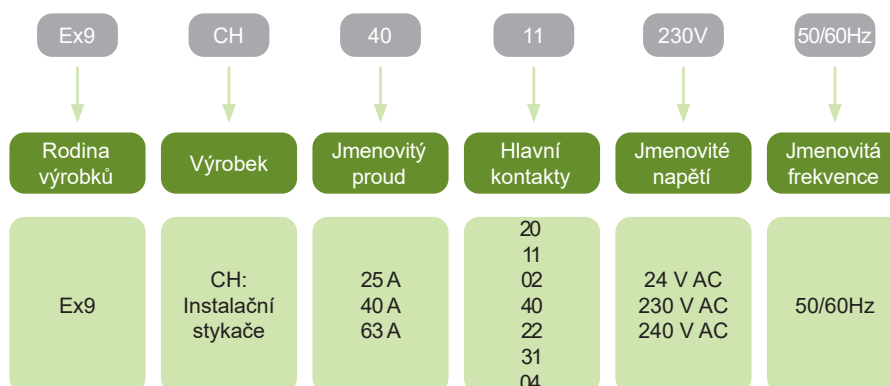 Ex9 CH 40 11 230V 50/60Hz
Rodina výrobků
Výrobek
Jmenovitý proud
Hlavní kontakty
Jmenovité napětí
Jmenovitá frekvence
Ex9
CH:
Instalační
stykače
25 A
40 A
63 A
20
11
02
40
22
31
04
24 V AC
230 V AC
240 V AC
50/60Hz